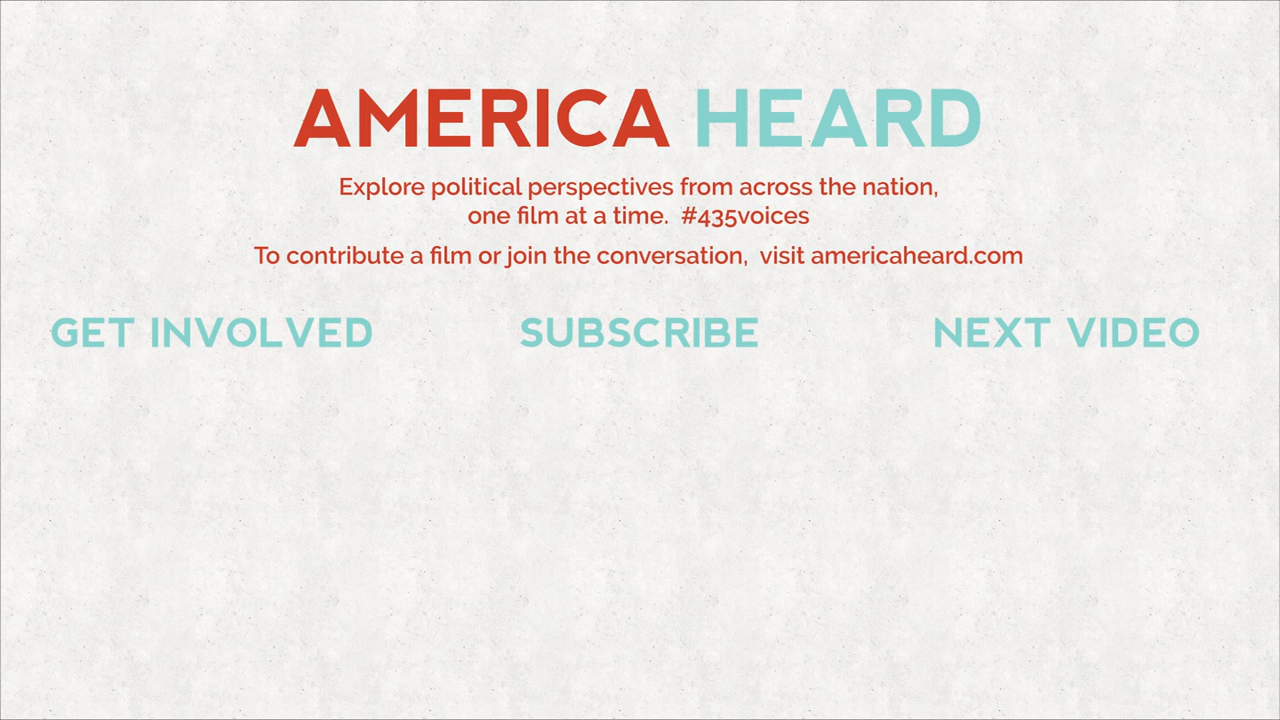 AMERICA HEARD
Explore political perspectives from across the nation,
one film at a time.  #435voices
To contribute a film or join the conversation,  visit americaheard.com
GET INVOLVED
SUBSCRIBE
NEXT VIDEO